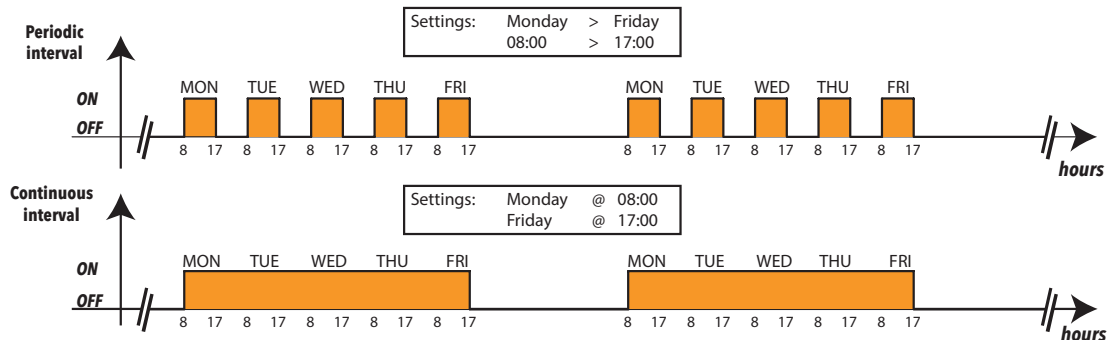 Settings: Monday > Friday
08:00 > 17:00
Periodic
interval
MON TUE WED THU FRI MON TUE WED THU FRI
ON
OFF
8 17 8 17 8 17 8 17 8 17 8 17 8 17 8 17 8 17 8 17
hours
Settings: Monday @ 08:00
Friday @ 17:00
Continuous
interval
MON TUE WED THU FRI MON TUE WED THU FRI
ON
OFF
8 17 8 17 8 17 8 17 8 17 8 17 8 17 8 17 8 17 8 17
hours